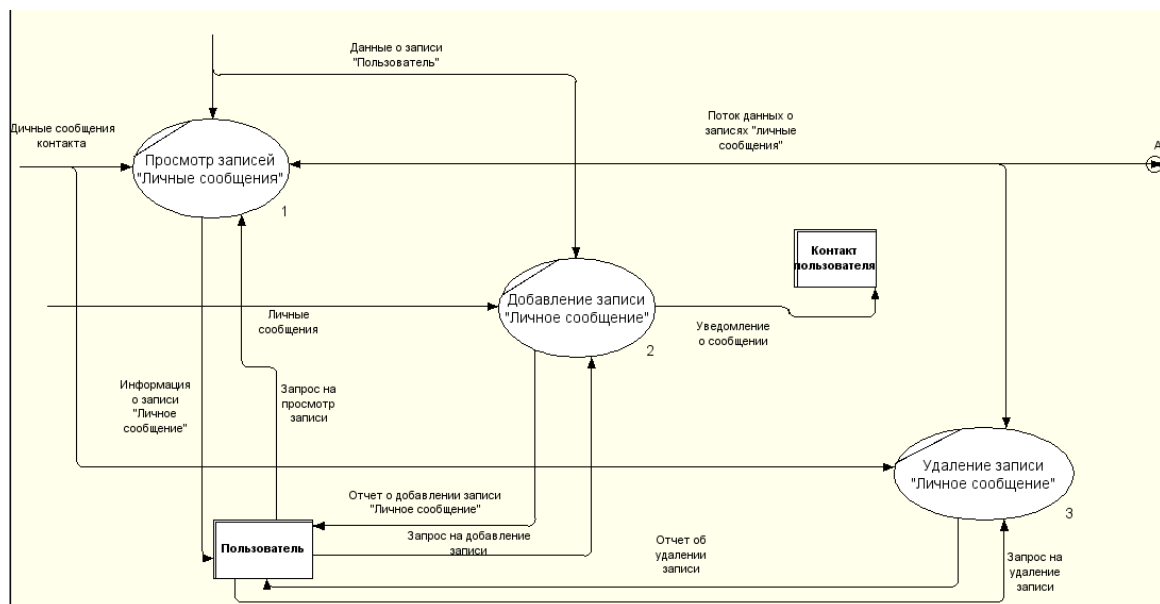 Данные о записи
"Пользователь"
Поток данных о
записях "личные
сообщения"
А
Дичные сообщения
контакта
Просмотр записей
"Личные сообщения"
1
Контакт
пользователя
Добавление записи
"Личное сообщение"
2
Личные
сообщения
Уведомление
о сообщении
Информация
о записи
"Личное
сообщение"
Запрос на
просмотр
записи
Удаление записи
"Личное сообщение"
3
Отчет о добавлении записи
"Личное сообщение"
Запрос на добавление
записи
Пользователь
Отчет об
удалении
записи
Запрос на
удаление
записи